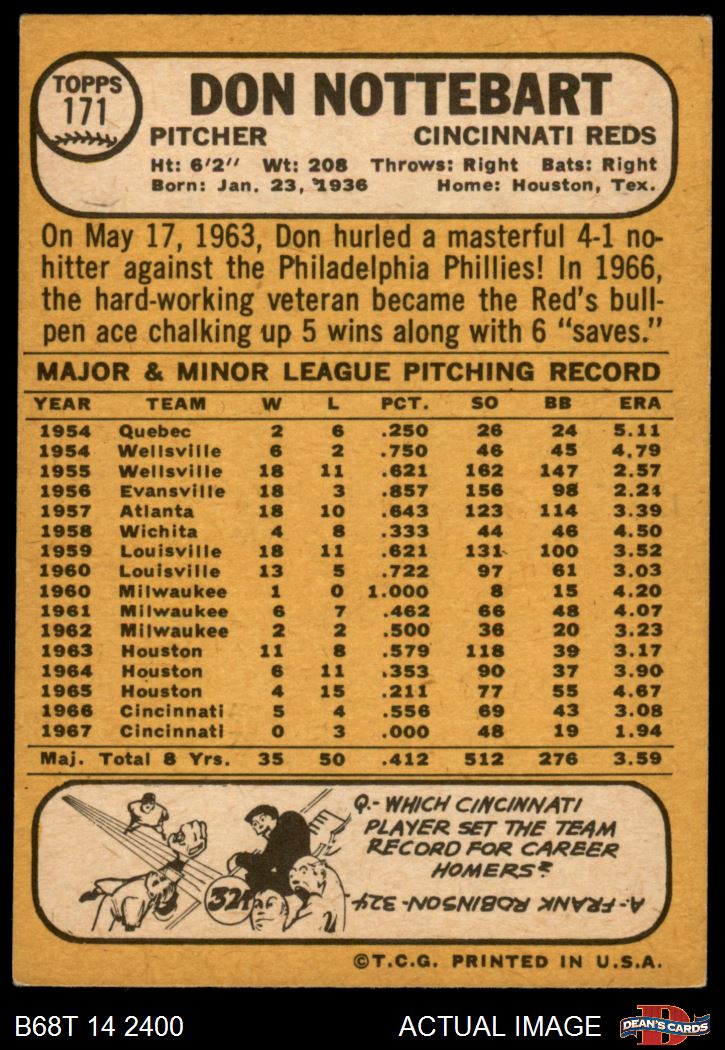 TOPPS
171
DON NOTTEBART
PITCHER CINCINNATI REDS
Ht: 6'2" Wt: 208 Throws: Right Bats: Right
Born: Jan. 23, 1936 Home: Houston, Tex.
On May 17, 1963, Don hurled a masterful 4-1 no-
hitter against the Philadelphia Phillies! In 1966,
the hard-working veteran became the Red's bull-
pen ace chalking up 5 wins along with 6 "saves."
MAJOR & MINOR LEAGUE PITCHING RECORD
YEAR TEAM W L PCT. SO BB ERA
1954 Quebec 2 6 .250 26 24 5.11
1954 Wellsville 6 2 .750 46 45 4.79
1955 Wellsville 18 11 .621 162 147 2.57
1956 Evansville 18 3 .857 156 98 2.24
1957 Atlanta 18 10 .643 123 114 3.39
1958 Wichita 4 8 .333 44 46 4.50
1959 Louisville 18 11 .621 131 100 3.52
1960 Louisville 13 5 .722 97 61 3.03
1960 Milwaukee 1 0 1.000 8 15 4.20
1961 Milwaukee 6 7 .462 66 48 4.07
1962 Milwaukee 2 2 .500 36 20 3.23
1963 Houston 11 8 .579 118 39 3.17
1964 Houston 6 11 .353 90 37 3.90
1965 Houston 4 15 .211 77 55 4.67
1966 Cincinnati 5 4 .556 69 43 3.08
1967 Cincinnati 0 3 .000 48 19 1.94
Maj. Total 8 Yrs. 35 50 .412 512 276 3.59
Q.- WHICH CINCINNATI
PLAYER SET THE TEAM
RECORD FOR CAREER
HOMERS?
324
A- FRANK ROBINSON-324
©T.C.G. PRINTED IN U.S.A.
B68T 14 2400 ACTUAL IMAGE
DEAN'S CARDS